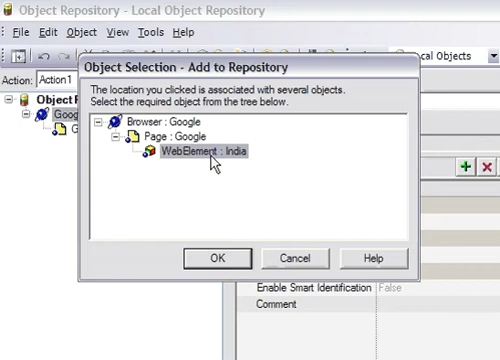 Object Repository - Local Object Repository
File Edit Object View Tools Help
Local Objects
Action: Action1
Object Selection - Add to Repository
The location you clicked is associated with several objects.
Select the required object from the tree below.
Browser : Google
Page : Google
WebElement : India
OK Cancel Help
Enable Smart Identification False
Comment